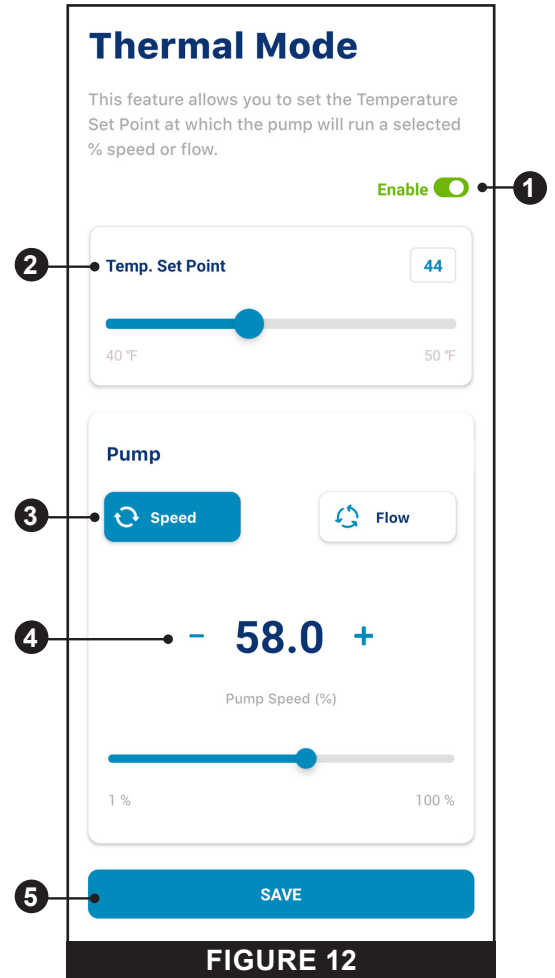 Thermal Mode
This feature allows you to set the Temperature
Set Point at which the pump will run a selected
% speed or flow.
Enable
1
2
Temp. Set Point 44
40 °F 50 °F
Pump
3
Speed Flow
4
- 58.0 +
Pump Speed (%)
1 % 100 %
5
SAVE
FIGURE 12